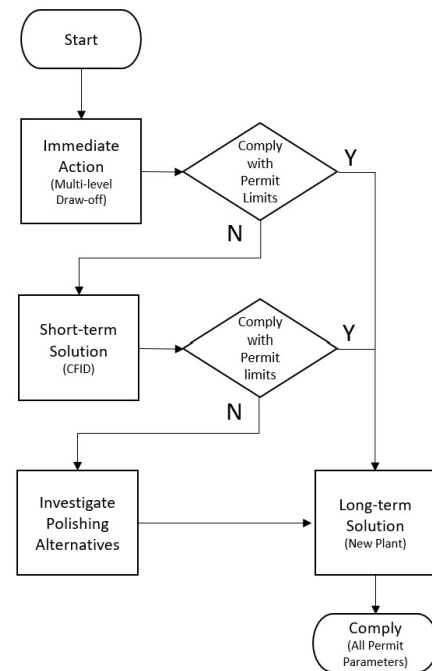 Start
Immediate
Action
(Multi-level
Draw-off)
Comply
with
Permit
Limits
Y
N
Short-term
Solution
(CFID)
Comply
with
Permit
limits
Y
N
Investigate
Polishing
Alternatives
Long-term
Solution
(New Plant)
Comply
(All Permit
Parameters)